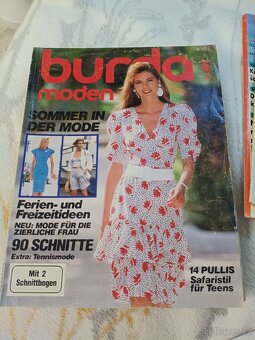 burda
moden
SOMMER IN
DER MODE
Ferien- und
Freizeitideen
NEU: MODE FÜR DIE
ZIERLICHE FRAU
90 SCHNITTE
Extra: Tennismode
Mit 2
Schnittbogen
14 PULLIS
Safaristil
für Teens